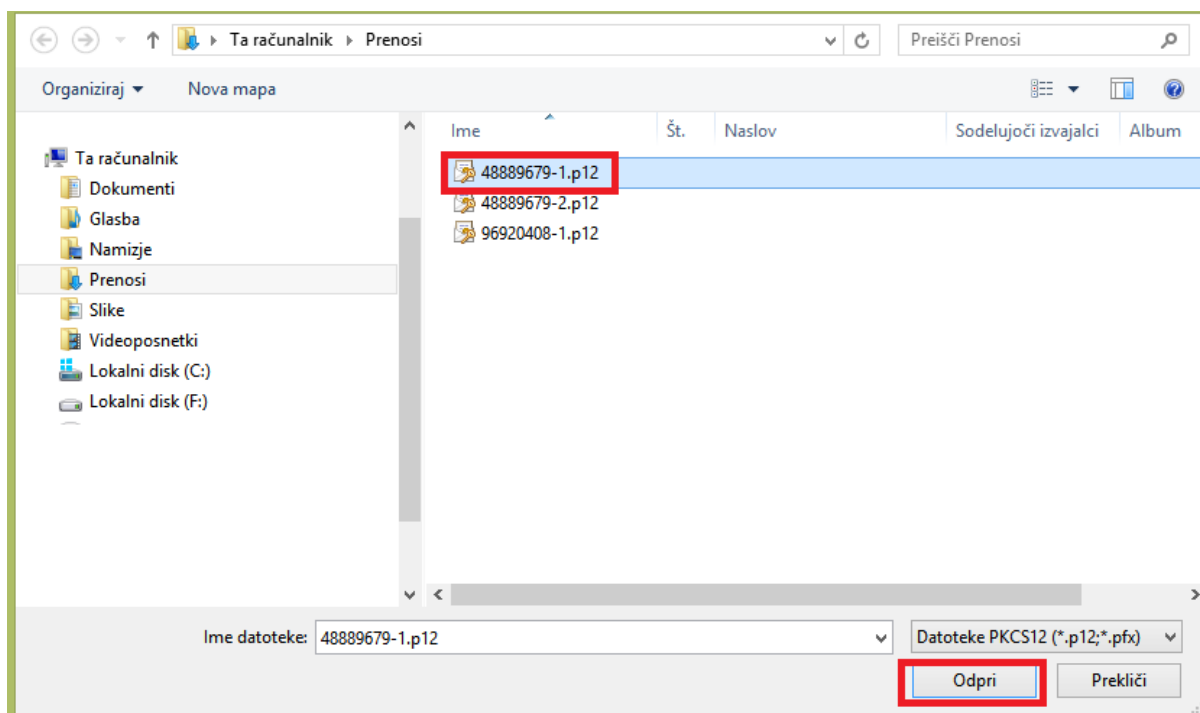 Ta računalnik Prenosi Preišči Prenosi
Organiziraj Nova mapa
Ime Št. Naslov Sodelujoči izvajalci Album
Ta računalnik
Dokumenti
Glasba
Namizje
Prenosi
Slike
Videoposnetki
Lokalni disk (C:)
Lokalni disk (F:)
48889679-1.p12
48889679-2.p12
96920408-1.p12
Ime datoteke: 48889679-1.p12 Datoteke PKCS12 (*.p12;*.pfx)
Odpri Prekliči